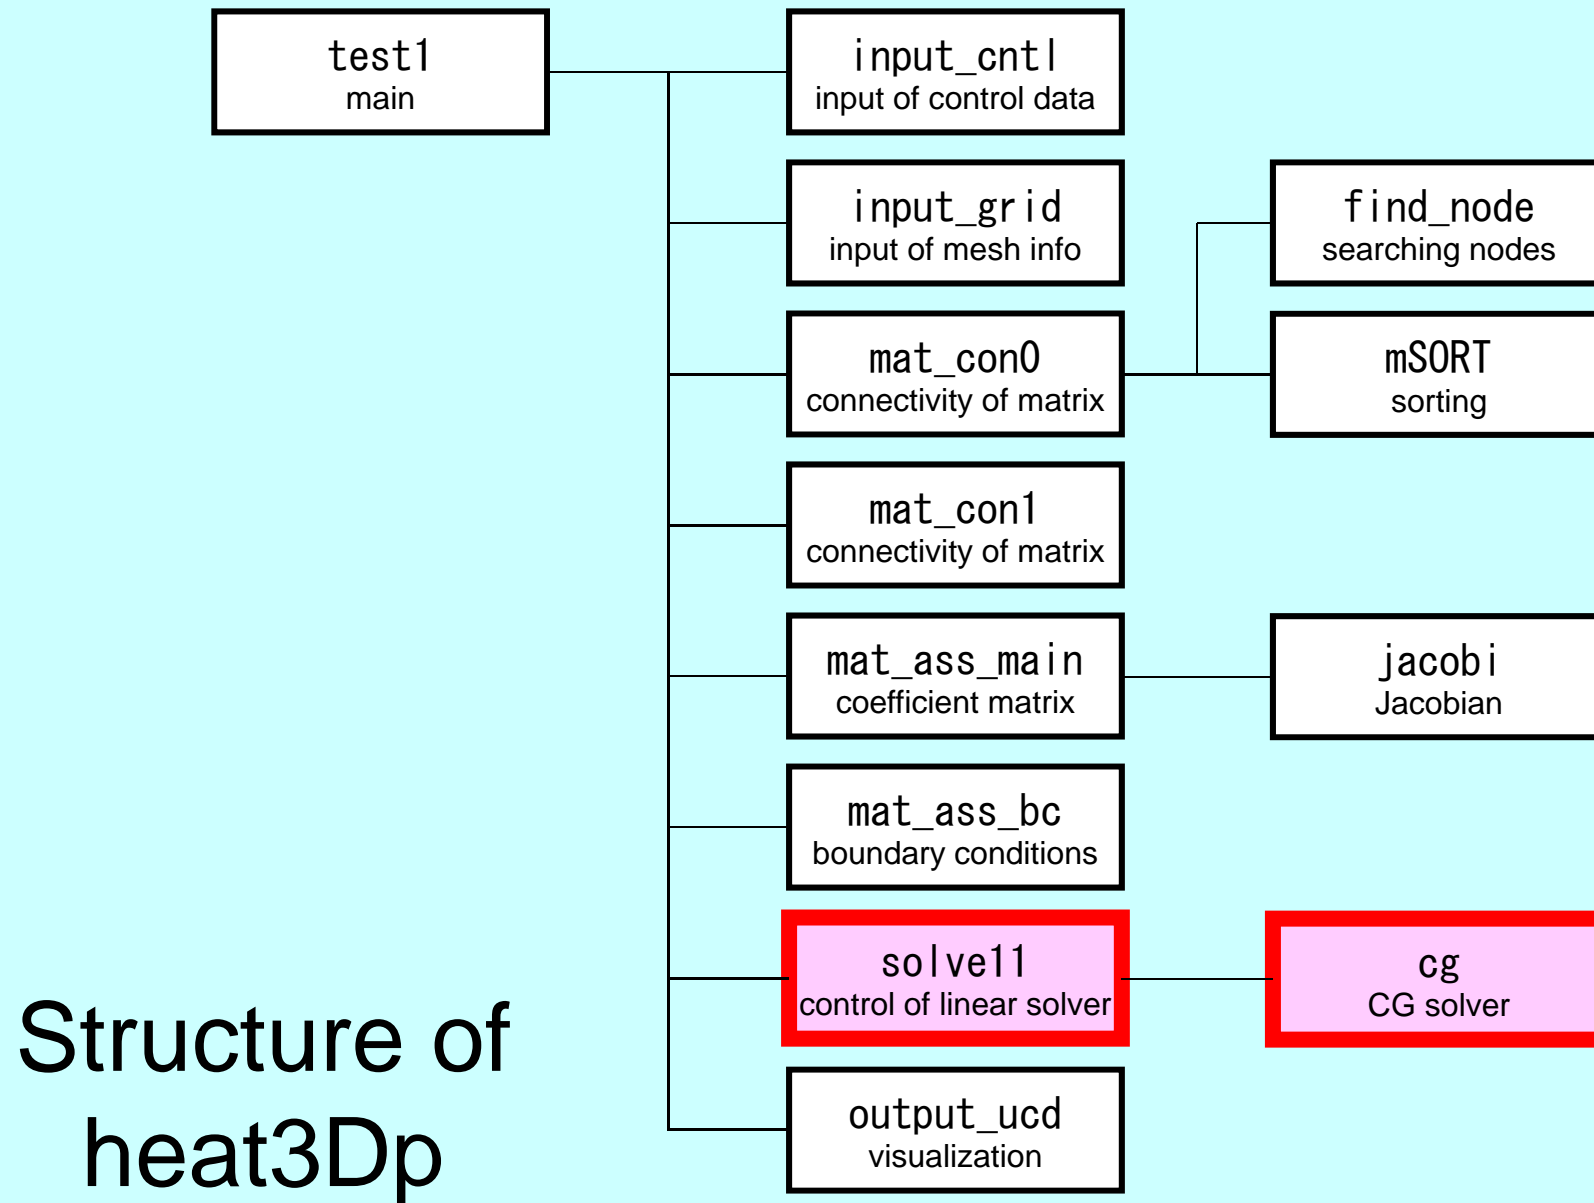 test1
main
input_cntl
input of control data
input_grid
input of mesh info
find_node
searching nodes
mat_con0
connectivity of matrix
mSORT
sorting
mat_con1
connectivity of matrix
mat_ass_main
coefficient matrix
jacobi
Jacobian
mat_ass_bc
boundary conditions
solve11
control of linear solver
cg
CG solver
output_ucd
visualization
Structure of
heat3Dp